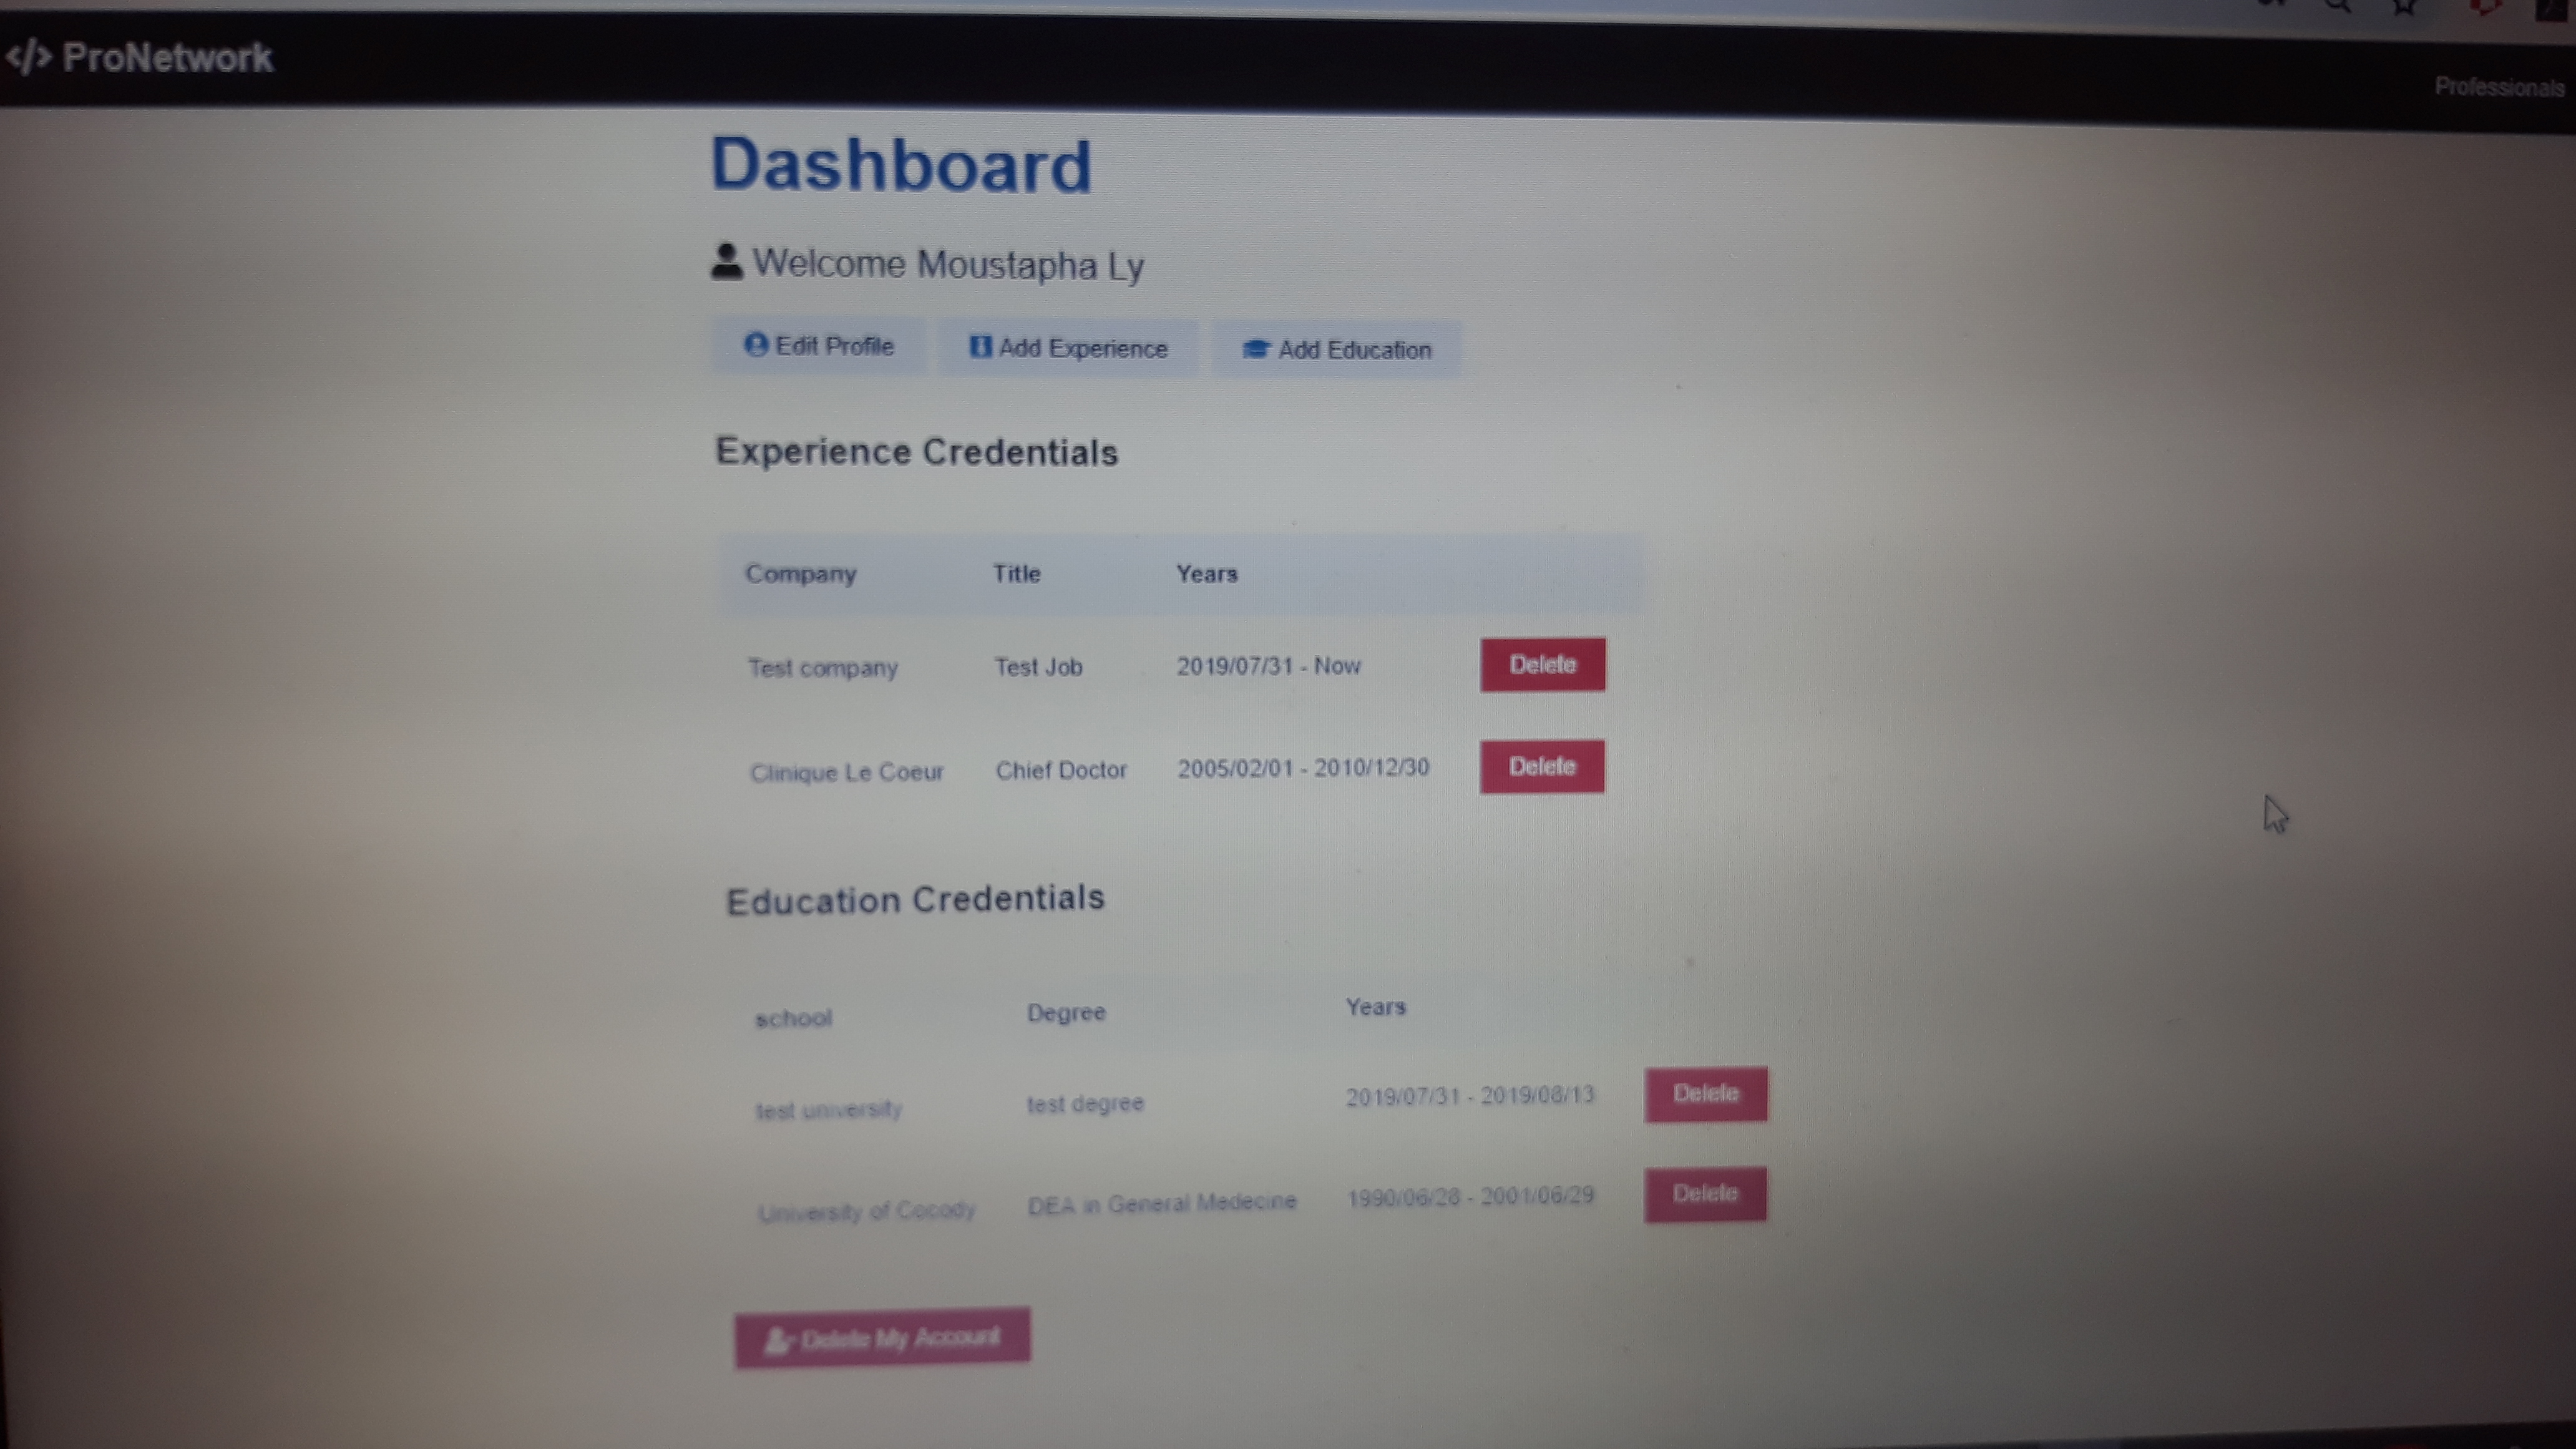 </> ProNetwork
Professionals
Dashboard
Welcome Moustapha Ly
Edit Profile Add Experience Add Education
Experience Credentials
Company Title Years
Test company Test Job 2019/07/31 - Now Delete
Clinique Le Coeur Chief Doctor 2005/02/01 - 2010/12/30 Delete
Education Credentials
school Degree Years
test university test degree 2019/07/31 - 2019/08/13 Delete
University of Cocody DEA in General Medecine 1990/06/28 - 2001/06/29 Delete
Delete My Account